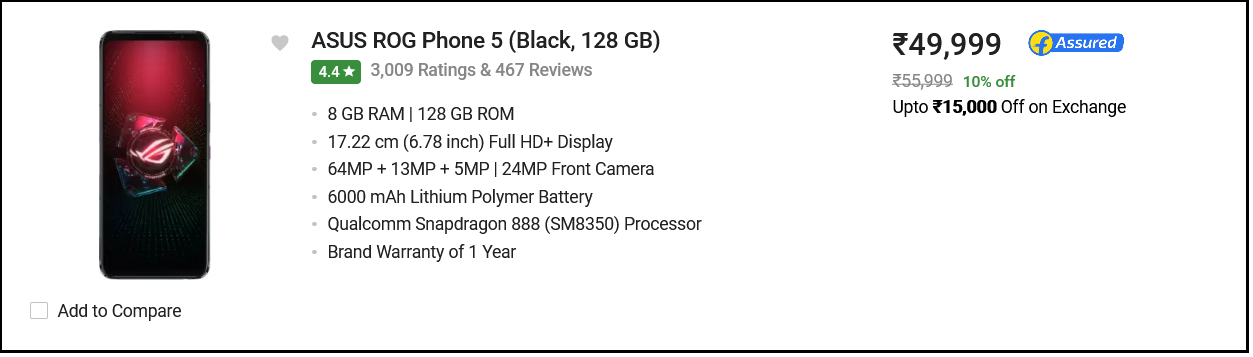 ASUS ROG Phone 5 (Black, 128 GB)
4.4★ 3,009 Ratings & 467 Reviews
8 GB RAM | 128 GB ROM
17.22 cm (6.78 inch) Full HD+ Display
64MP + 13MP + 5MP | 24MP Front Camera
6000 mAh Lithium Polymer Battery
Qualcomm Snapdragon 888 (SM8350) Processor
Brand Warranty of 1 Year
Add to Compare
₹49,999 f Assured
₹55,999 10% off
Upto ₹15,000 Off on Exchange